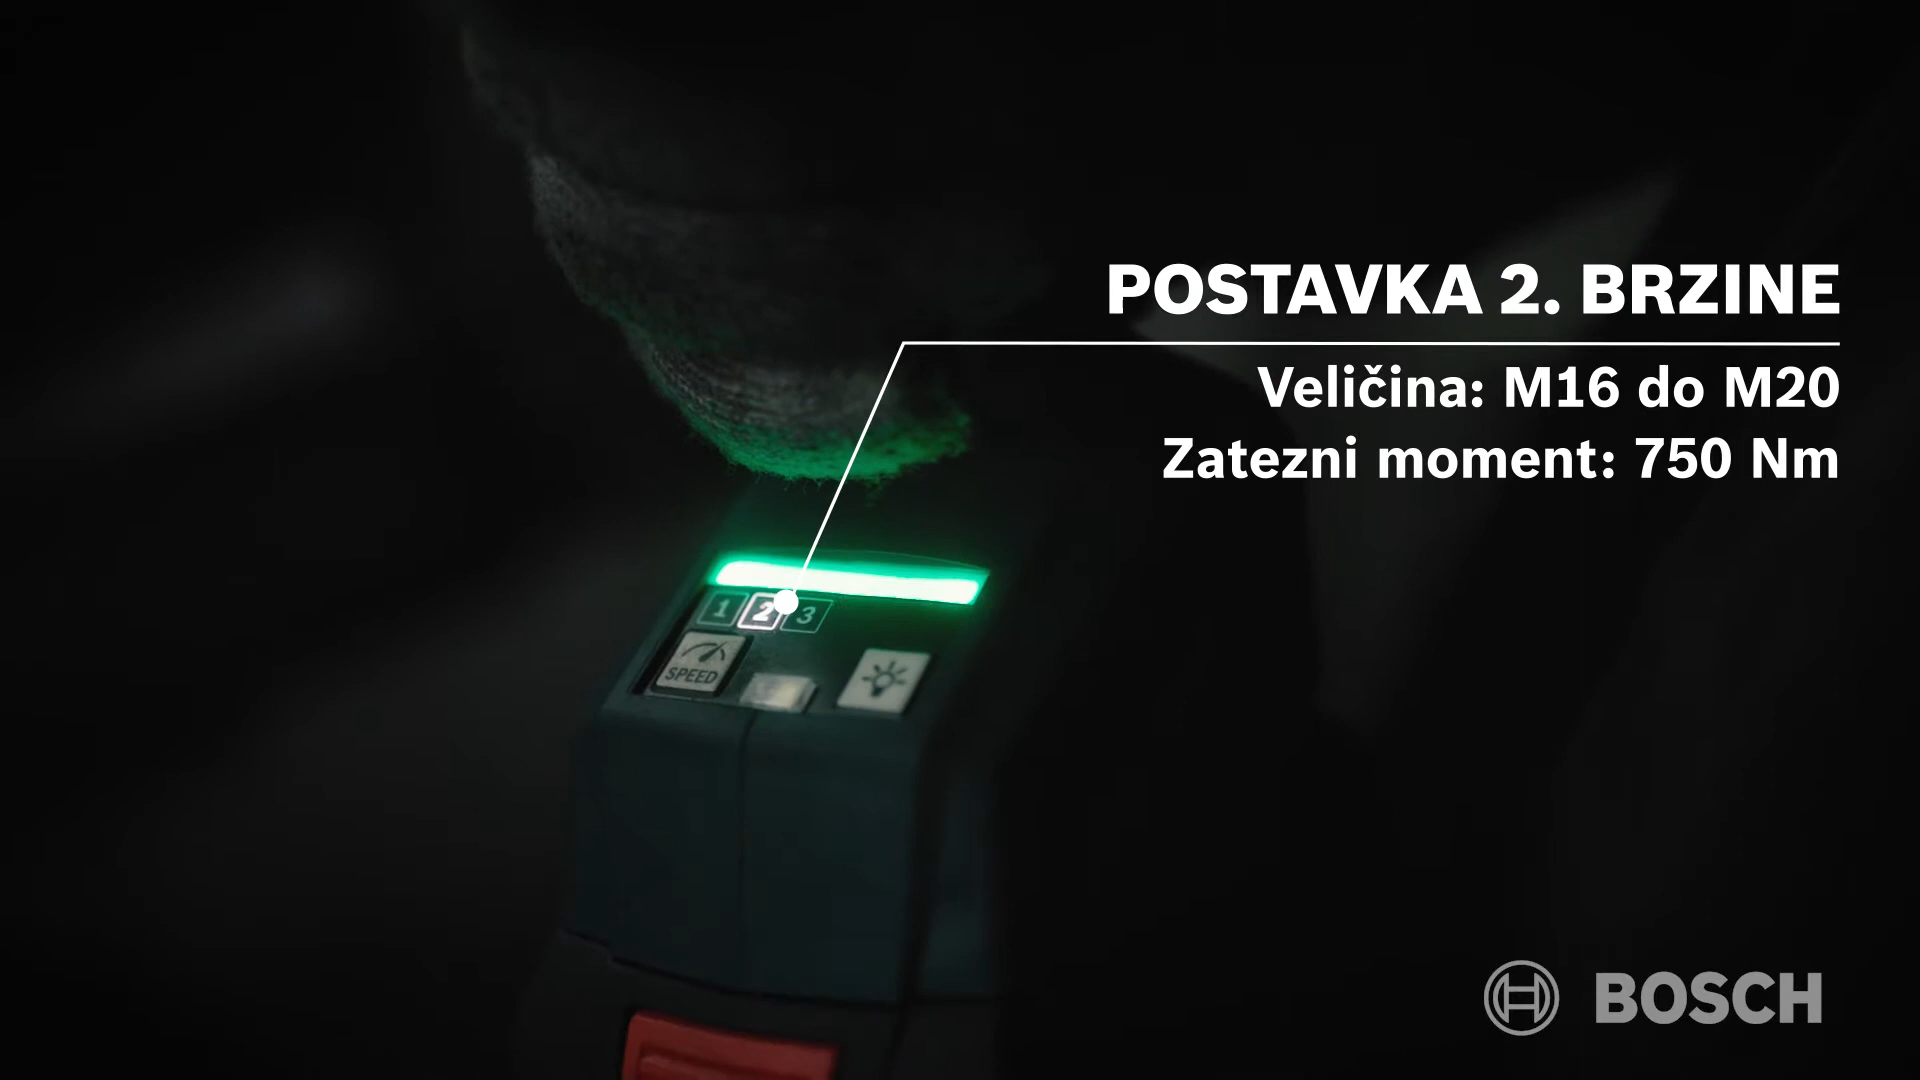 POSTAVKA 2. BRZINE
Veličina: M16 do M20
Zatezni moment: 750 Nm
1 2 3
SPEED
BOSCH